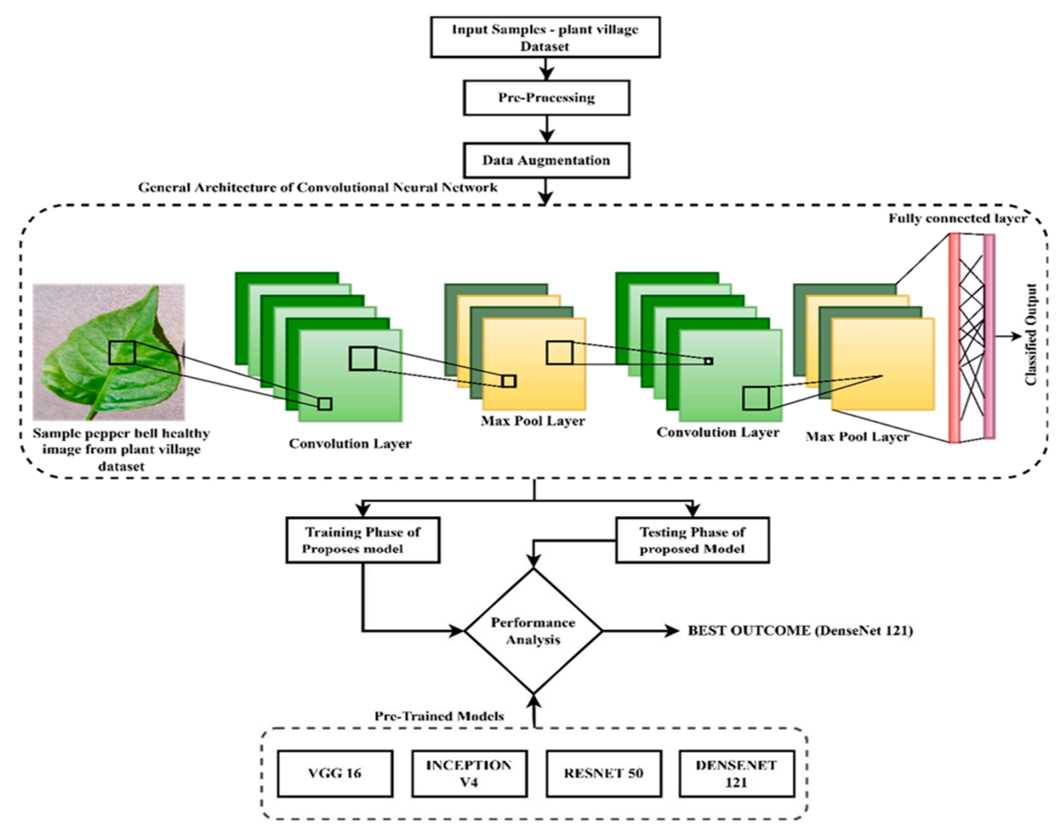 Input Samples - plant village
Dataset
Pre-Processing
Data Augmentation
General Architecture of Convolutional Neural Network
Fully connected layer
Classified Output
Sample pepper bell healthy
image from plant village
dataset
Convolution Layer
Max Pool Layer
Convolution Layer
Max Pool Layer
Training Phase of
Proposes model
Testing Phase of
proposed Model
Performance
Analysis
BEST OUTCOME (DenseNet 121)
Pre-Trained Models
VGG 16
INCEPTION
V4
RESNET 50
DENSENET
121